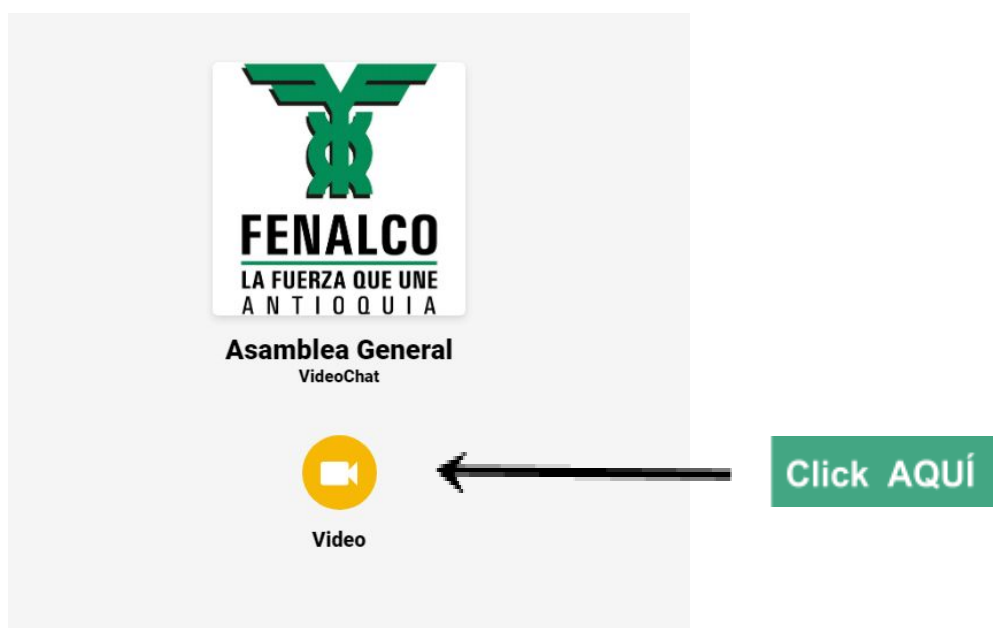 FENALCO
LA FUERZA QUE UNE
ANTIOQUIA
Asamblea General
VideoChat
Click AQUÍ
Video